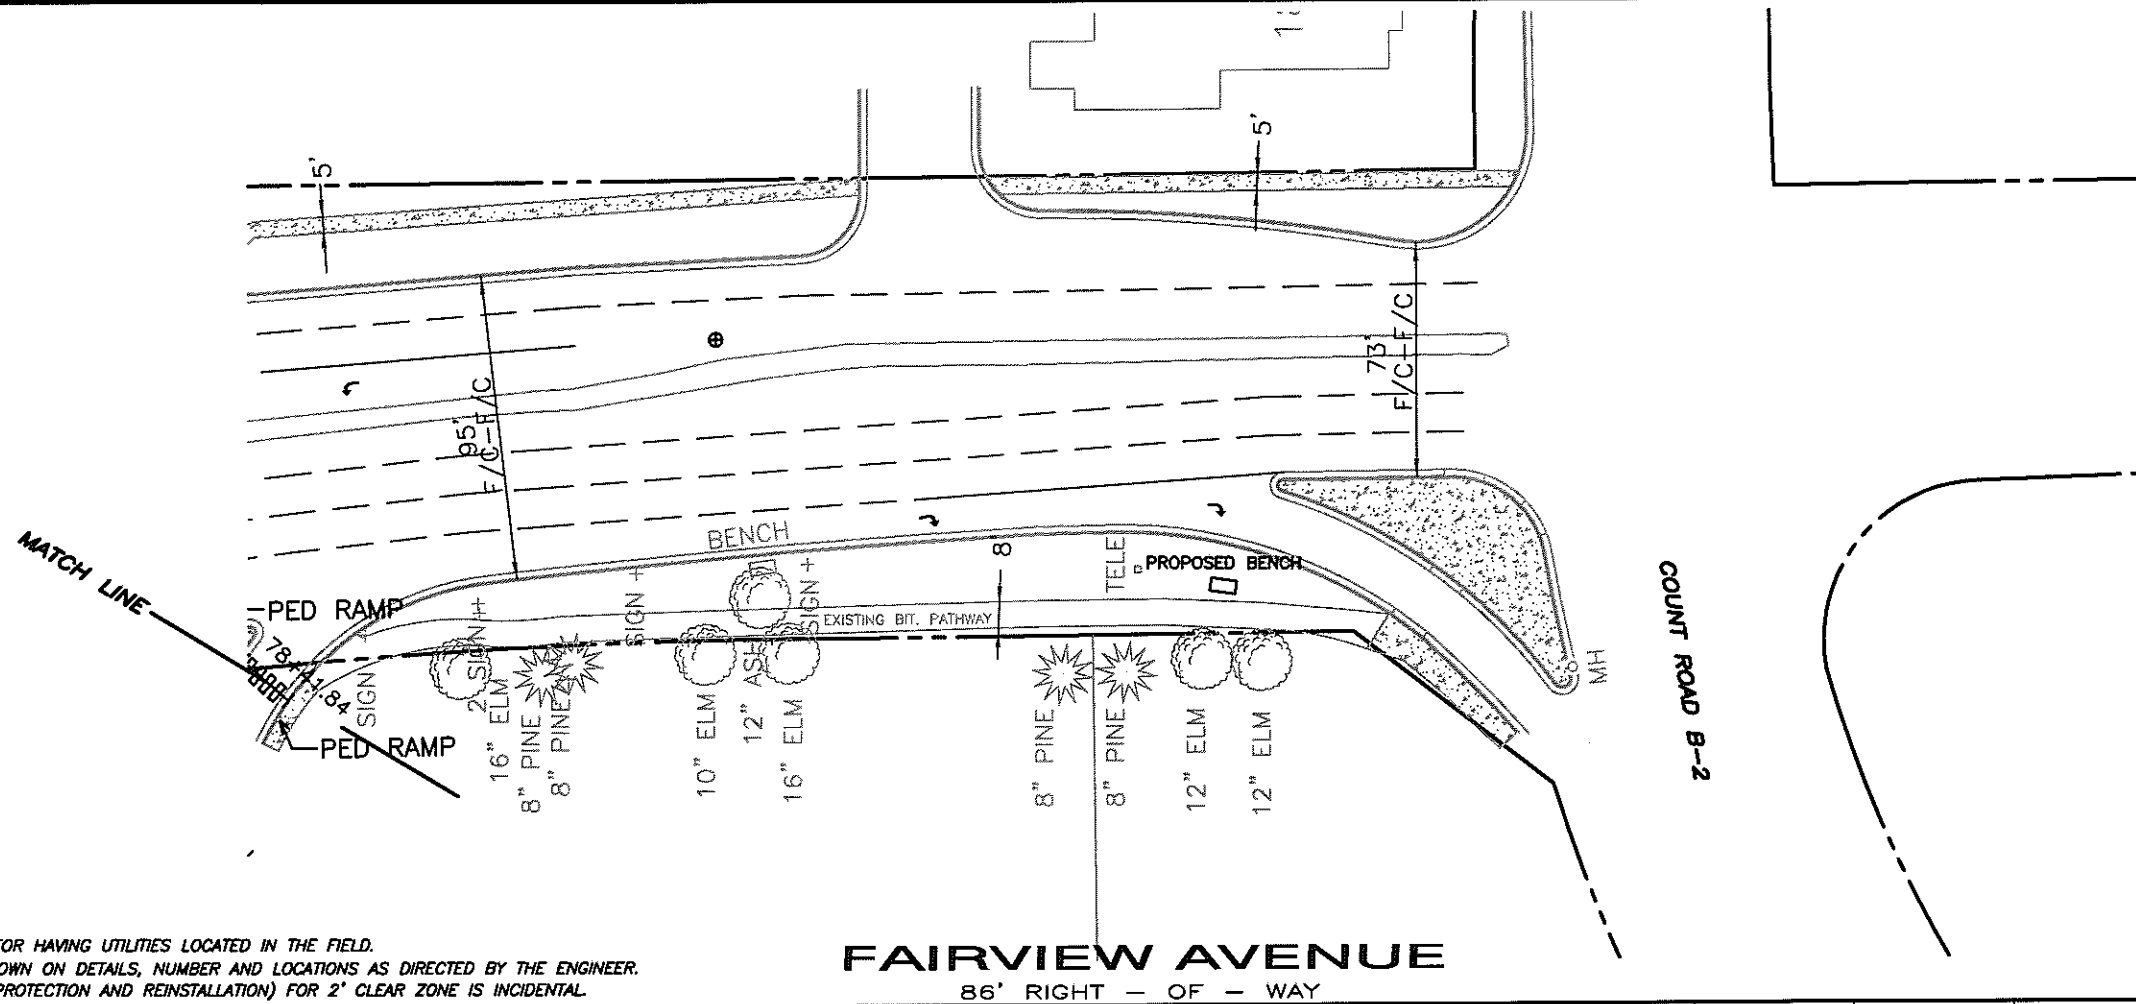 5'
5'
95'
F/C-F/C
73'
F/C-F/C
MATCH LINE
PED RAMP
SIGN
PED RAMP
2 SIGN
16" ELM
8" PINE
8" PINE
SIGN
BENCH
10" ELM
12" ASH
16" ELM
SIGN
EXISTING BIT. PATHWAY
8
TELE
PROPOSED BENCH
8" PINE
8" PINE
12" ELM
12" ELM
MH
COUNT ROAD B-2
OR HAVING UTILITIES LOCATED IN THE FIELD.
OWN ON DETAILS, NUMBER AND LOCATIONS AS DIRECTED BY THE ENGINEER.
PROTECTION AND REINSTALLATION) FOR 2' CLEAR ZONE IS INCIDENTAL.
FAIRVIEW AVENUE
86' RIGHT - OF - WAY